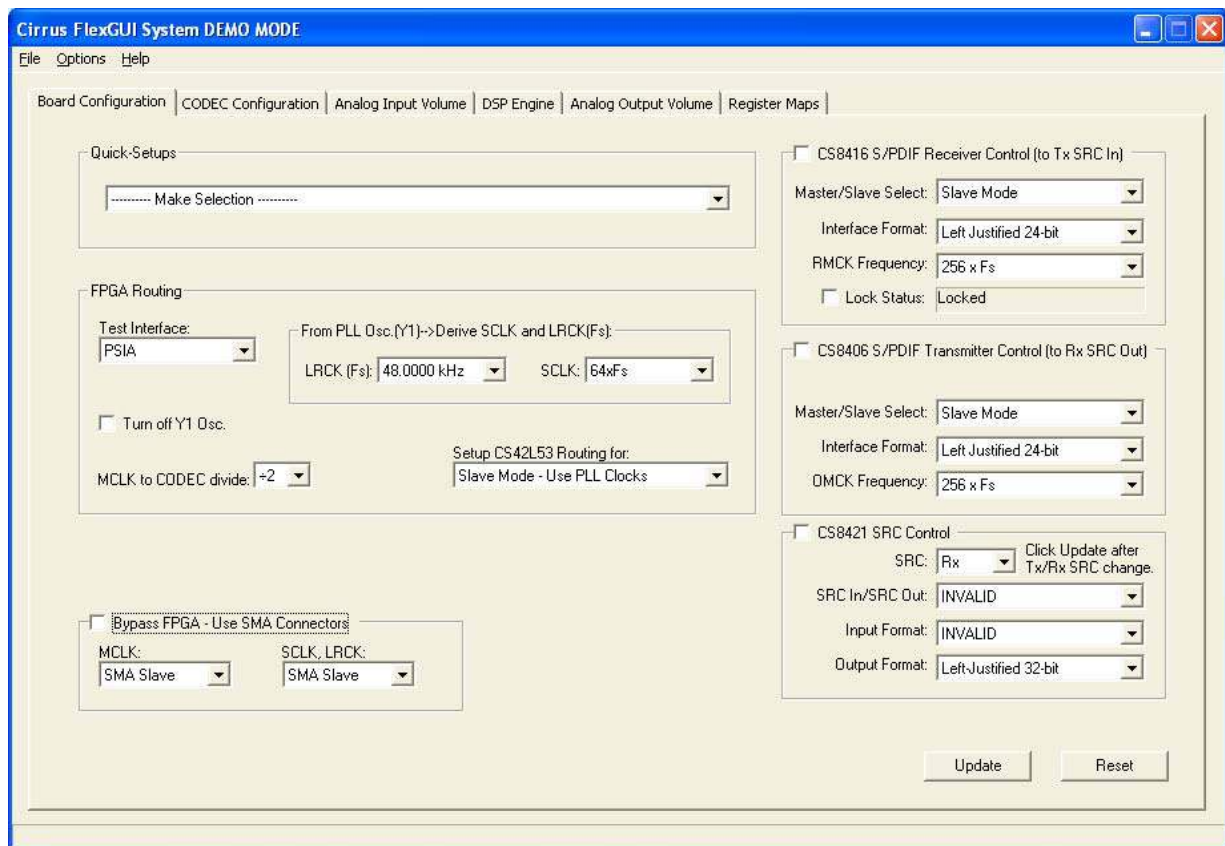 Cirrus FlexGUI System DEMO MODE
File Options Help
Board Configuration CODEC Configuration Analog Input Volume DSP Engine Analog Output Volume Register Maps
Quick-Setups
---------- Make Selection ----------
FPGA Routing
Test Interface:
PSIA
From PLL Osc.(Y1)-->Derive SCLK and LRCK(Fs):
LRCK (Fs): 48.0000 kHz SCLK: 64xFs
Turn off Y1 Osc.
MCLK to CODEC divide: ÷2
Setup CS42L53 Routing for:
Slave Mode - Use PLL Clocks
Bypass FPGA - Use SMA Connectors
MCLK: SCLK, LRCK:
SMA Slave SMA Slave
CS8416 S/PDIF Receiver Control (to Tx SRC In)
Master/Slave Select: Slave Mode
Interface Format: Left Justified 24-bit
RMCK Frequency: 256 x Fs
Lock Status: Locked
CS8406 S/PDIF Transmitter Control (to Rx SRC Out)
Master/Slave Select: Slave Mode
Interface Format: Left Justified 24-bit
OMCK Frequency: 256 x Fs
CS8421 SRC Control
SRC: Rx
Click Update after
Tx/Rx SRC change.
SRC In/SRC Out: INVALID
Input Format: INVALID
Output Format: Left-Justified 32-bit
Update Reset